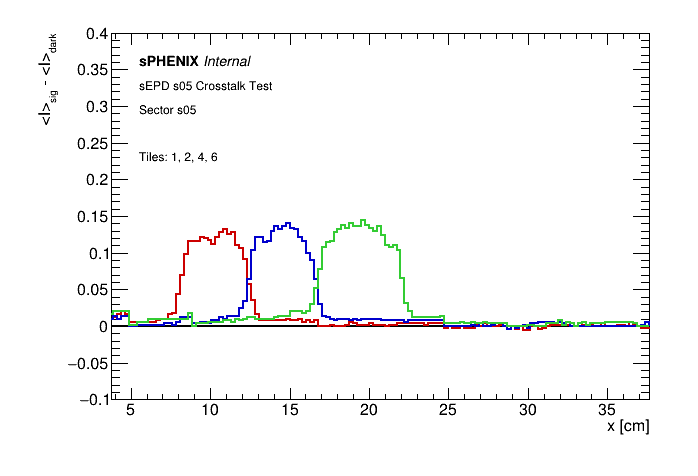 0.4
0.35
0.3
0.25
0.2
0.15
0.1
0.05
0
−0.05
−0.1
<I>sig - <I>dark
sPHENIX Internal
sEPD s05 Crosstalk Test
Sector s05
Tiles: 1, 2, 4, 6
5 10 15 20 25 30 35
x [cm]